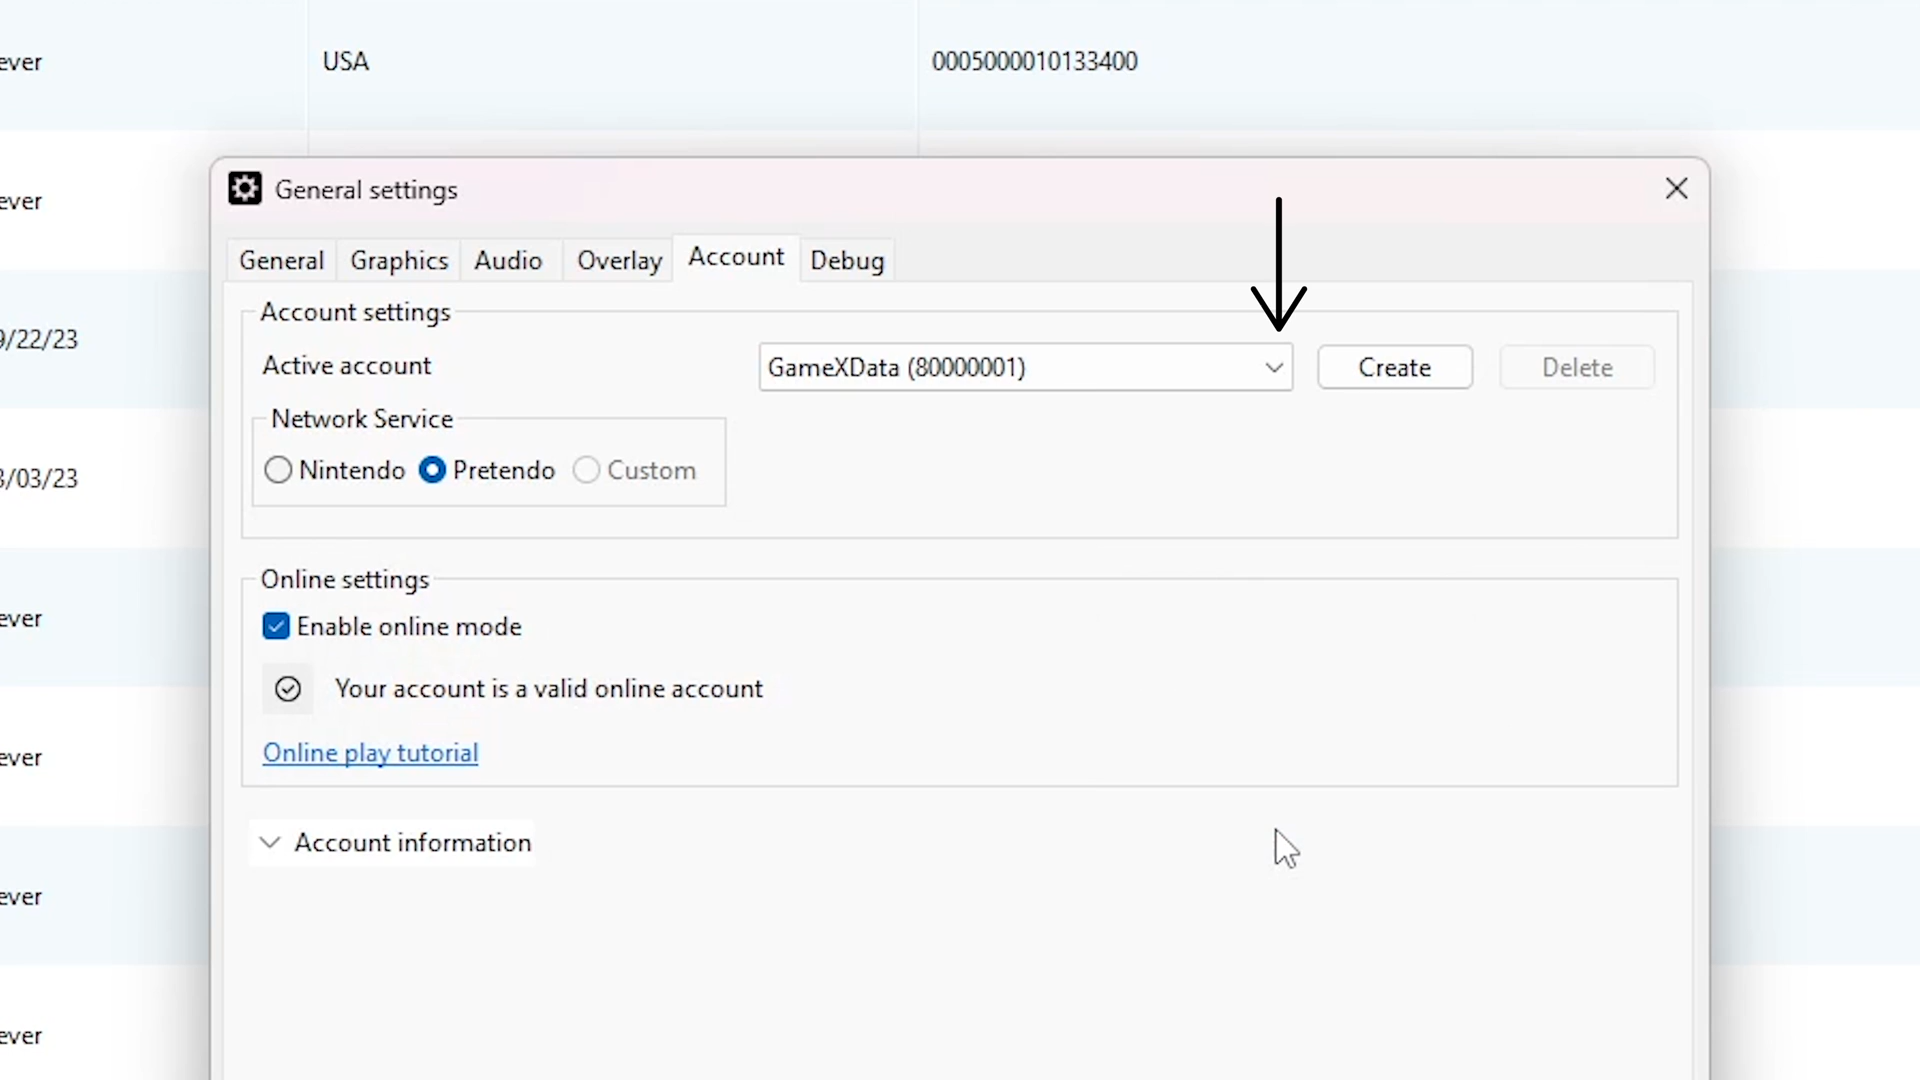 ever USA 0005000010133400
General settings
ever
General Graphics Audio Overlay Account Debug
Account settings
9/22/23
Active account GameXData (80000001) Create Delete
Network Service
Nintendo Pretendo Custom
3/03/23
Online settings
Enable online mode
ever
Your account is a valid online account
Online play tutorial
ever
Account information
ever
ever